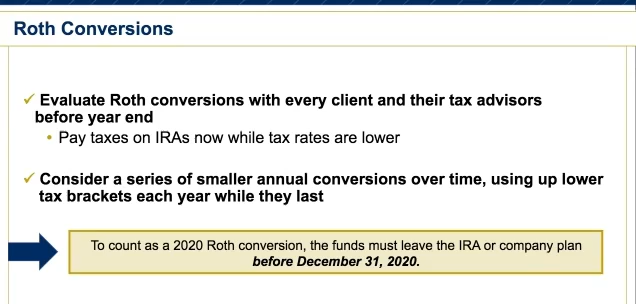 Roth Conversions
✓ Evaluate Roth conversions with every client and their tax advisors
before year end
• Pay taxes on IRAs now while tax rates are lower
✓ Consider a series of smaller annual conversions over time, using up lower
tax brackets each year while they last
To count as a 2020 Roth conversion, the funds must leave the IRA or company plan
before December 31, 2020.